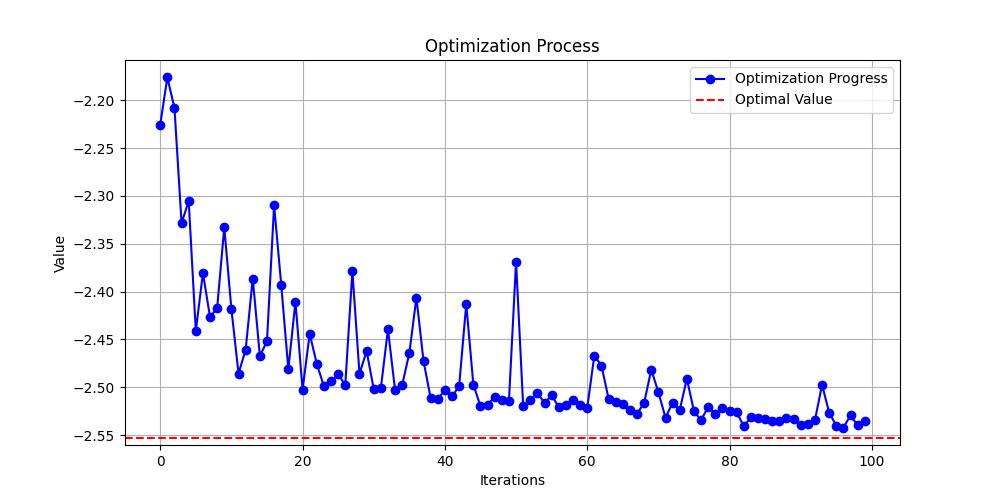 Optimization Process
Optimization Progress
Optimal Value
Value
−2.20
−2.25
−2.30
−2.35
−2.40
−2.45
−2.50
−2.55
0 20 40 60 80 100
Iterations